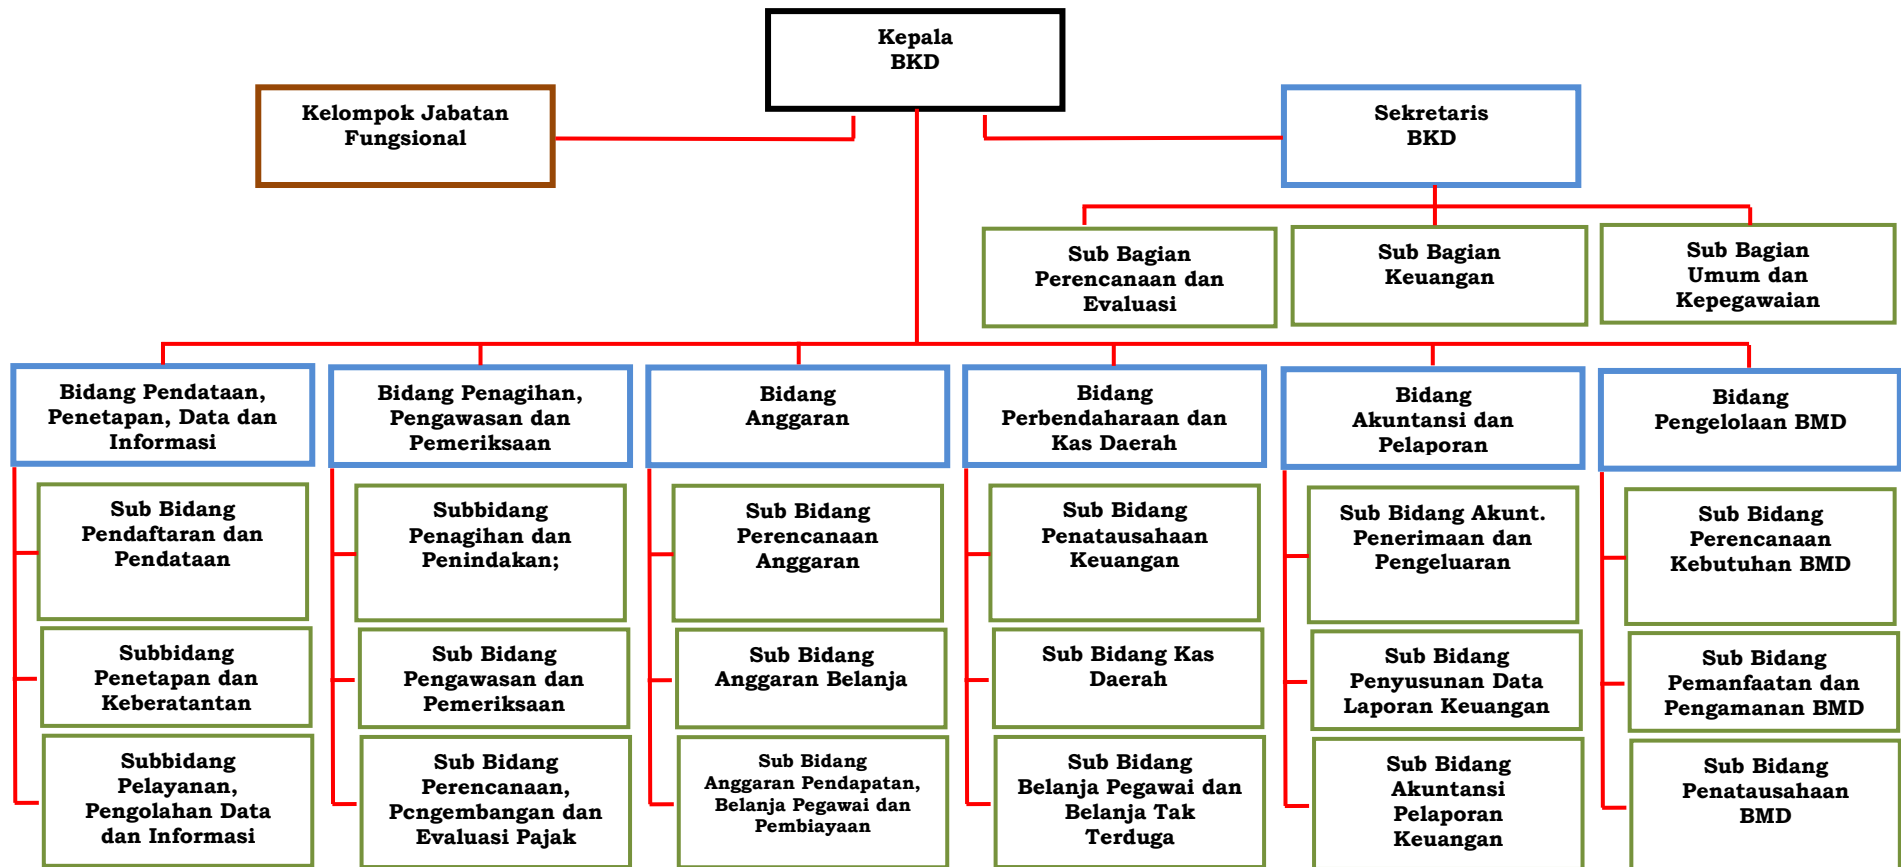 Kepala
BKD
Kelompok Jabatan
Fungsional
Sekretaris
BKD
Sub Bagian
Perencanaan dan
Evaluasi
Sub Bagian
Keuangan
Sub Bagian
Umum dan
Kepegawaian
Bidang Pendataan,
Penetapan, Data dan
Informasi
Bidang Penagihan,
Pengawasan dan
Pemeriksaan
Bidang
Anggaran
Bidang
Perbendaharaan dan
Kas Daerah
Bidang
Akuntansi dan
Pelaporan
Bidang
Pengelolaan BMD
Sub Bidang
Pendaftaran dan
Pendataan
Subbidang
Penagihan dan
Penindakan;
Sub Bidang
Perencanaan
Anggaran
Sub Bidang
Penatausahaan
Keuangan
Sub Bidang Akunt.
Penerimaan dan
Pengeluaran
Sub Bidang
Perencanaan
Kebutuhan BMD
Subbidang
Penetapan dan
Keberatantan
Sub Bidang
Pengawasan dan
Pemeriksaan
Sub Bidang
Anggaran Belanja
Sub Bidang Kas
Daerah
Sub Bidang
Penyusunan Data
Laporan Keuangan
Sub Bidang
Pemanfaatan dan
Pengamanan BMD
Subbidang
Pelayanan,
Pengolahan Data
dan Informasi
Sub Bidang
Perencanaan,
Pcngembangan dan
Evaluasi Pajak
Sub Bidang
Anggaran Pendapatan,
Belanja Pegawai dan
Pembiayaan
Sub Bidang
Belanja Pegawai dan
Belanja Tak
Terduga
Sub Bidang
Akuntansi
Pelaporan
Keuangan
Sub Bidang
Penatausahaan
BMD